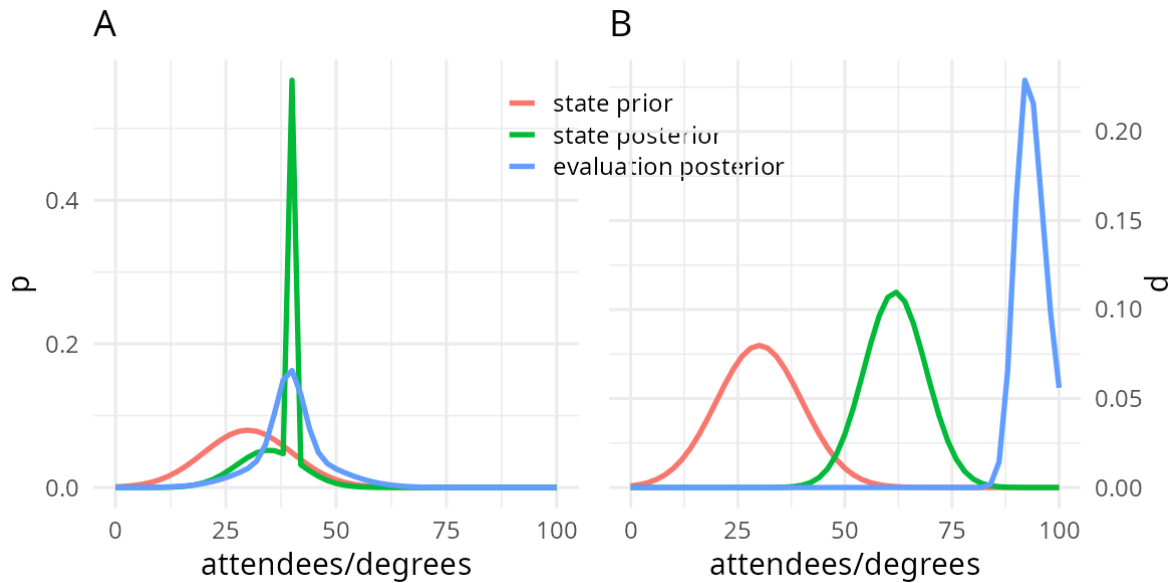 A
B
state prior
state posterior
evaluation posterior
0.4
0.2
0.0
p
0.20
0.15
0.10
0.05
0.00
p
0 25 50 75 100
0 25 50 75 100
attendees/degrees
attendees/degrees